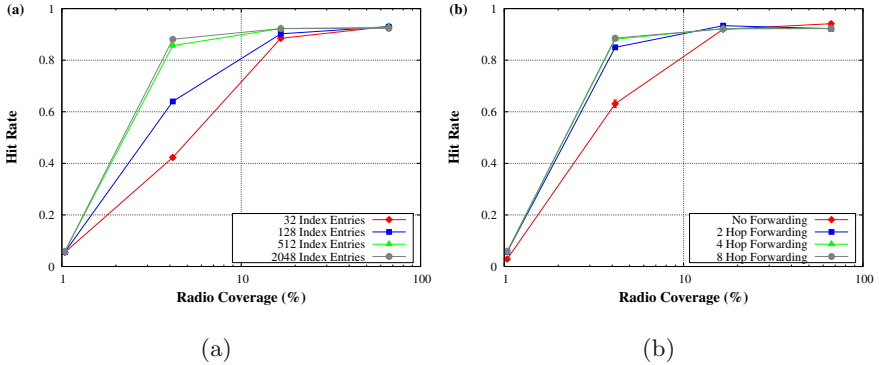 (a)
1
0.8
0.6
0.4
0.2
0
Hit Rate
32 Index Entries
128 Index Entries
512 Index Entries
2048 Index Entries
1
10
100
Radio Coverage (%)
(a)
(b)
1
0.8
0.6
0.4
0.2
0
Hit Rate
No Forwarding
2 Hop Forwarding
4 Hop Forwarding
8 Hop Forwarding
1
10
100
Radio Coverage (%)
(b)